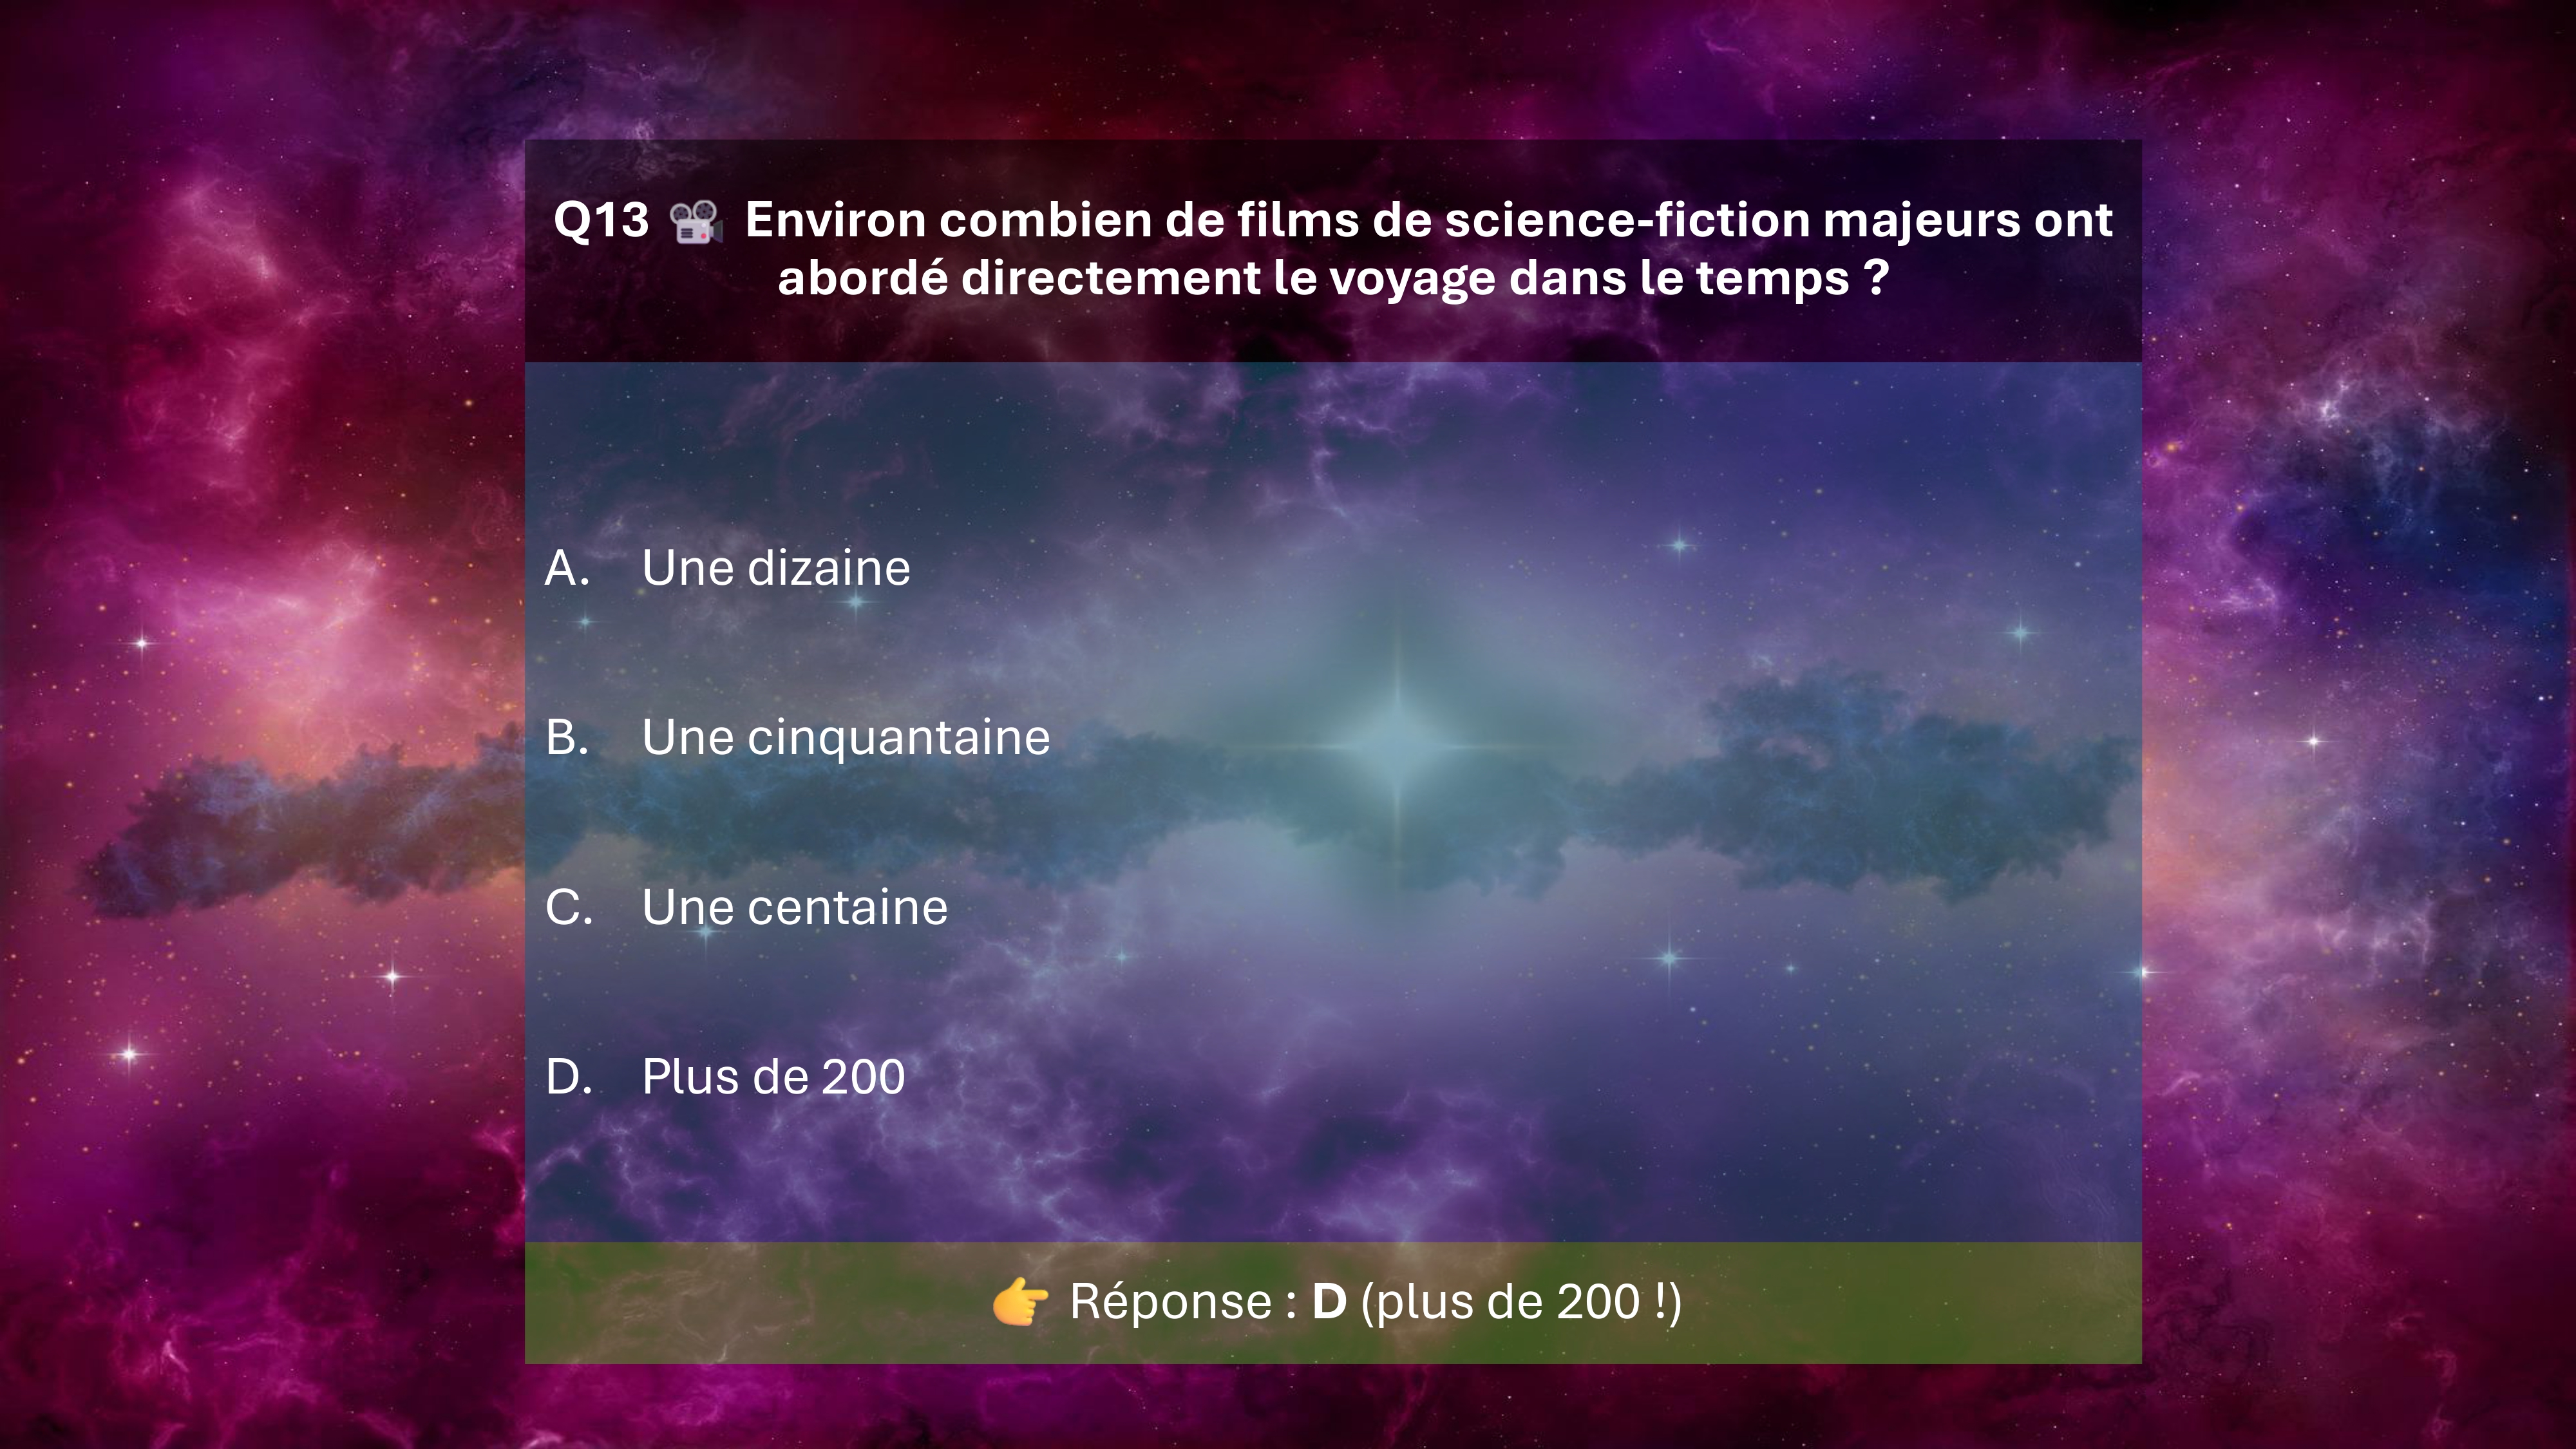 Q13 🎥 Environ combien de films de science-fiction majeurs ont
abordé directement le voyage dans le temps ?
A. Une dizaine
B. Une cinquantaine
C. Une centaine
D. Plus de 200
👉 Réponse : D (plus de 200 !)